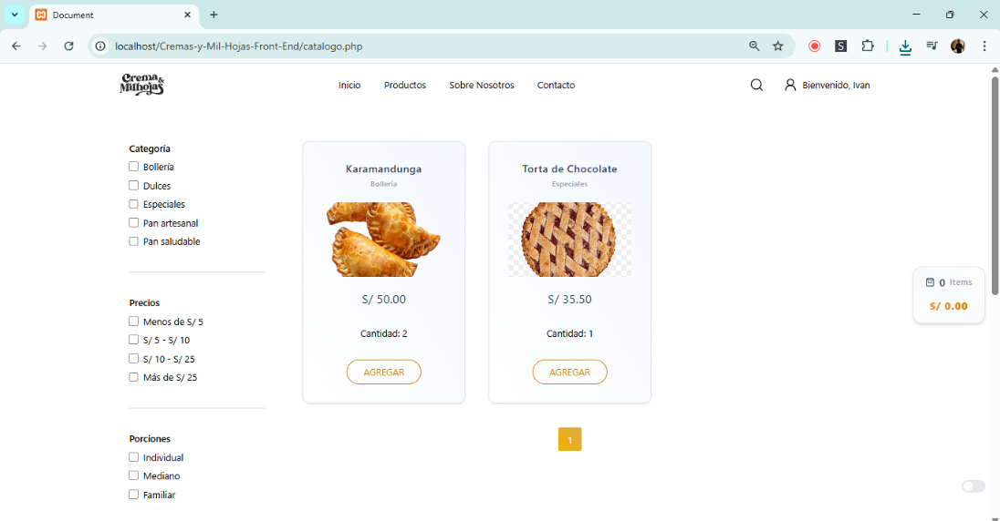 Document
localhost/Cremas-y-Mil-Hojas-Front-End/catalogo.php
S
Crema &
Milhojas
Inicio
Productos
Sobre Nosotros
Contacto
Bienvenido, Ivan
Categoría
Bollería
Dulces
Especiales
Pan artesanal
Pan saludable
Precios
Menos de S/ 5
S/ 5 - S/ 10
S/ 10 - S/ 25
Más de S/ 25
Porciones
Individual
Mediano
Familiar
Karamandunga
Bollería
S/ 50.00
Cantidad: 2
AGREGAR
Torta de Chocolate
Especiales
S/ 35.50
Cantidad: 1
AGREGAR
1
0 Items
S/ 0.00